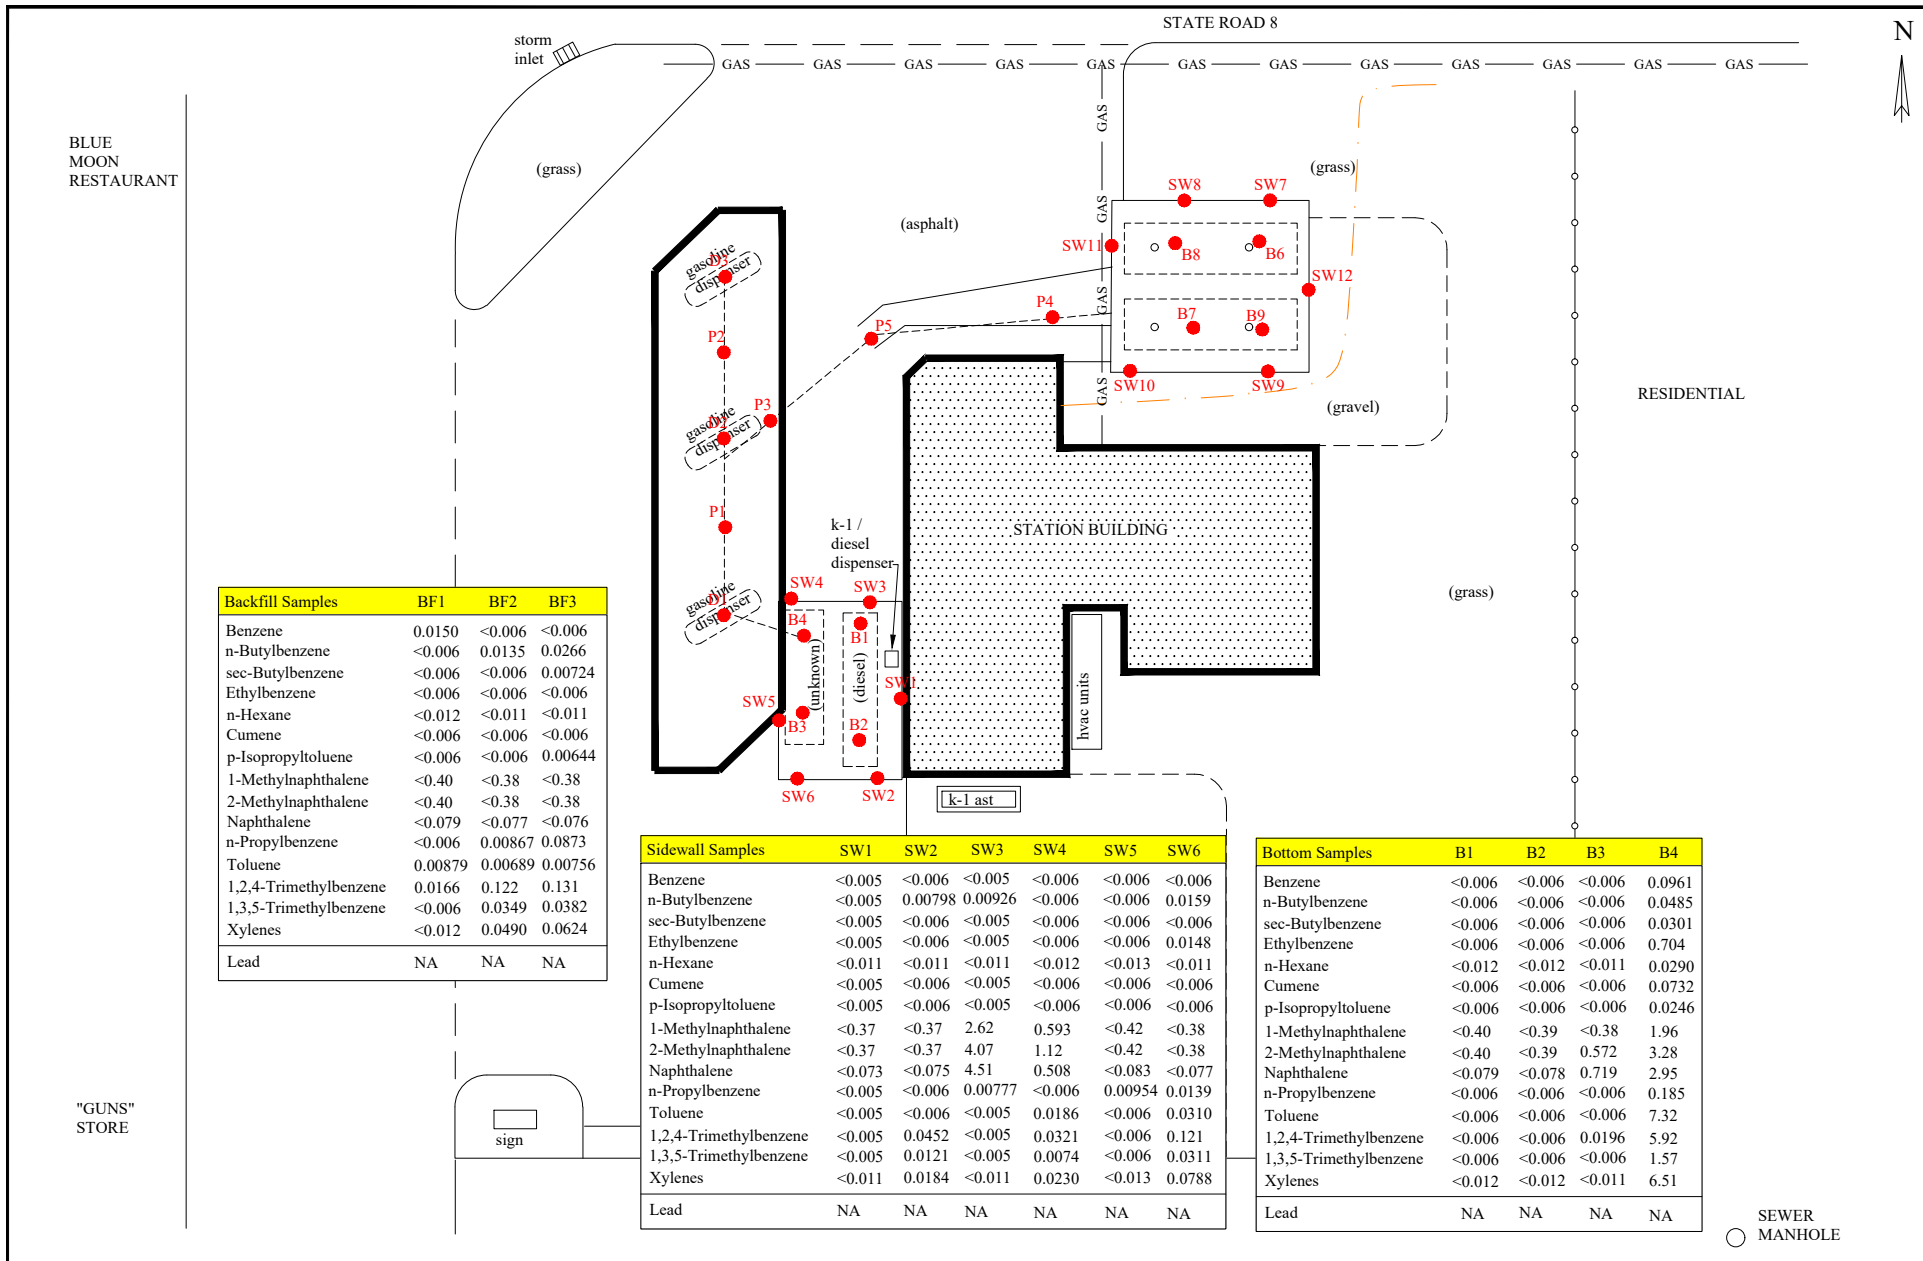 STATE ROAD 8
N
storm
inlet
GAS GAS GAS GAS GAS GAS GAS GAS GAS GAS GAS GAS
GAS
BLUE
MOON
RESTAURANT
(grass)
(grass)
SW8 SW7
GAS
(asphalt)
SW11
B8
B6
gasoline
dispenser
D3
SW12
GAS
P4
P5
B7
B9
P2
SW10
SW9
GAS
RESIDENTIAL
(gravel)
P3
gasoline
dispenser
D2
P1
k-1 /
diesel
dispenser
STATION BUILDING
gasoline
dispenser
D1
SW4
SW3
B4
B1
(unknown)
(diesel)
SW1
SW5
B3
B2
hvac units
(grass)
SW6
SW2
k-1 ast
Backfill Samples BF1 BF2 BF3
Benzene 0.0150 <0.006 <0.006
n-Butylbenzene <0.006 0.0135 0.0266
sec-Butylbenzene <0.006 <0.006 0.00724
Ethylbenzene <0.006 <0.006 <0.006
n-Hexane <0.012 <0.011 <0.011
Cumene <0.006 <0.006 <0.006
p-Isopropyltoluene <0.006 <0.006 0.00644
1-Methylnaphthalene <0.40 <0.38 <0.38
2-Methylnaphthalene <0.40 <0.38 <0.38
Naphthalene <0.079 <0.077 <0.076
n-Propylbenzene <0.006 0.00867 0.0873
Toluene 0.00879 0.00689 0.00756
1,2,4-Trimethylbenzene 0.0166 0.122 0.131
1,3,5-Trimethylbenzene <0.006 0.0349 0.0382
Xylenes <0.012 0.0490 0.0624
Lead NA NA NA
Sidewall Samples SW1 SW2 SW3 SW4 SW5 SW6
Benzene <0.005 <0.006 <0.005 <0.006 <0.006 <0.006
n-Butylbenzene <0.005 0.00798 0.00926 <0.006 <0.006 0.0159
sec-Butylbenzene <0.005 <0.006 <0.005 <0.006 <0.006 <0.006
Ethylbenzene <0.005 <0.006 <0.005 <0.006 <0.006 0.0148
n-Hexane <0.011 <0.011 <0.011 <0.012 <0.013 <0.011
Cumene <0.005 <0.006 <0.005 <0.006 <0.006 <0.006
p-Isopropyltoluene <0.005 <0.006 <0.005 <0.006 <0.006 <0.006
1-Methylnaphthalene <0.37 <0.37 2.62 0.593 <0.42 <0.38
2-Methylnaphthalene <0.37 <0.37 4.07 1.12 <0.42 <0.38
Naphthalene <0.073 <0.075 4.51 0.508 <0.083 <0.077
n-Propylbenzene <0.005 <0.006 0.00777 <0.006 0.00954 0.0139
Toluene <0.005 <0.006 <0.005 0.0186 <0.006 0.0310
1,2,4-Trimethylbenzene <0.005 0.0452 <0.005 0.0321 <0.006 0.121
1,3,5-Trimethylbenzene <0.005 0.0121 <0.005 0.0074 <0.006 0.0311
Xylenes <0.011 0.0184 <0.011 0.0230 <0.013 0.0788
Lead NA NA NA NA NA NA
Bottom Samples B1 B2 B3 B4
Benzene <0.006 <0.006 <0.006 0.0961
n-Butylbenzene <0.006 <0.006 <0.006 0.0485
sec-Butylbenzene <0.006 <0.006 <0.006 0.0301
Ethylbenzene <0.006 <0.006 <0.006 0.704
n-Hexane <0.012 <0.012 <0.011 0.0290
Cumene <0.006 <0.006 <0.006 0.0732
p-Isopropyltoluene <0.006 <0.006 <0.006 0.0246
1-Methylnaphthalene <0.40 <0.39 <0.38 1.96
2-Methylnaphthalene <0.40 <0.39 0.572 3.28
Naphthalene <0.079 <0.078 0.719 2.95
n-Propylbenzene <0.006 <0.006 <0.006 0.185
Toluene <0.006 <0.006 <0.006 7.32
1,2,4-Trimethylbenzene <0.006 <0.006 0.0196 5.92
1,3,5-Trimethylbenzene <0.006 <0.006 <0.006 1.57
Xylenes <0.012 <0.012 <0.011 6.51
Lead NA NA NA NA
"GUNS"
STORE
sign
SEWER
MANHOLE